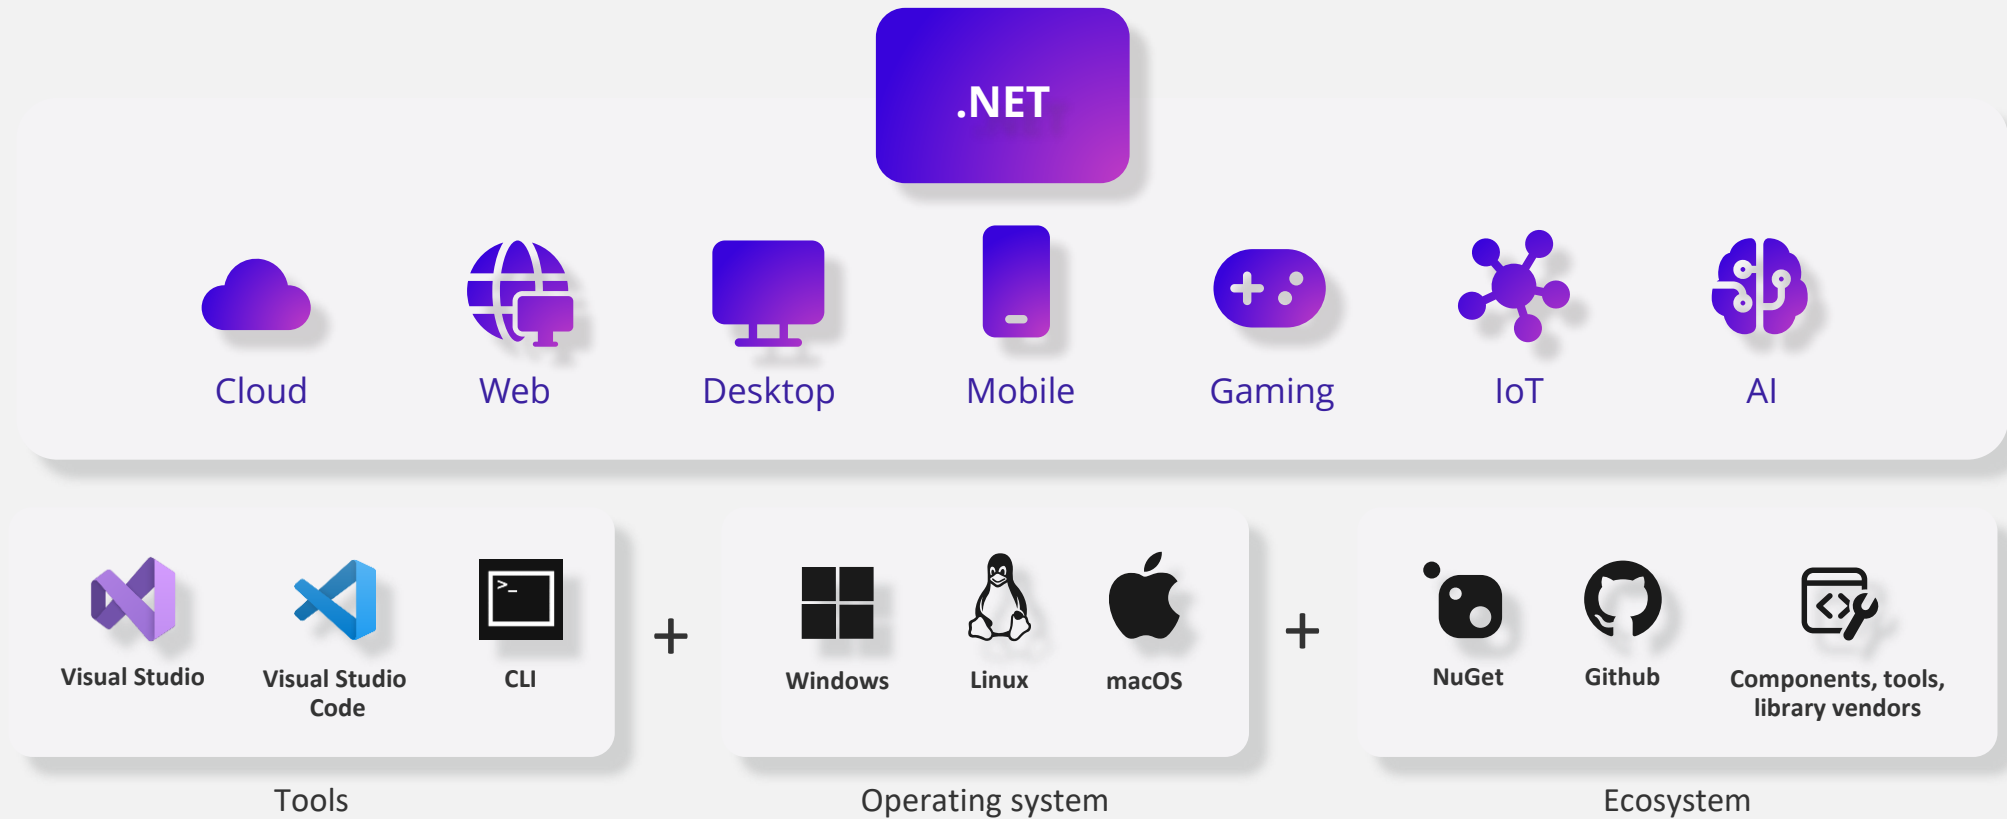 .NET
Cloud
Web
Desktop
Mobile
Gaming
IoT
AI
>_
Visual Studio
Visual Studio
Code
CLI
+
Windows
Linux
macOS
+
NuGet
Github
Components, tools,
library vendors
Tools
Operating system
Ecosystem